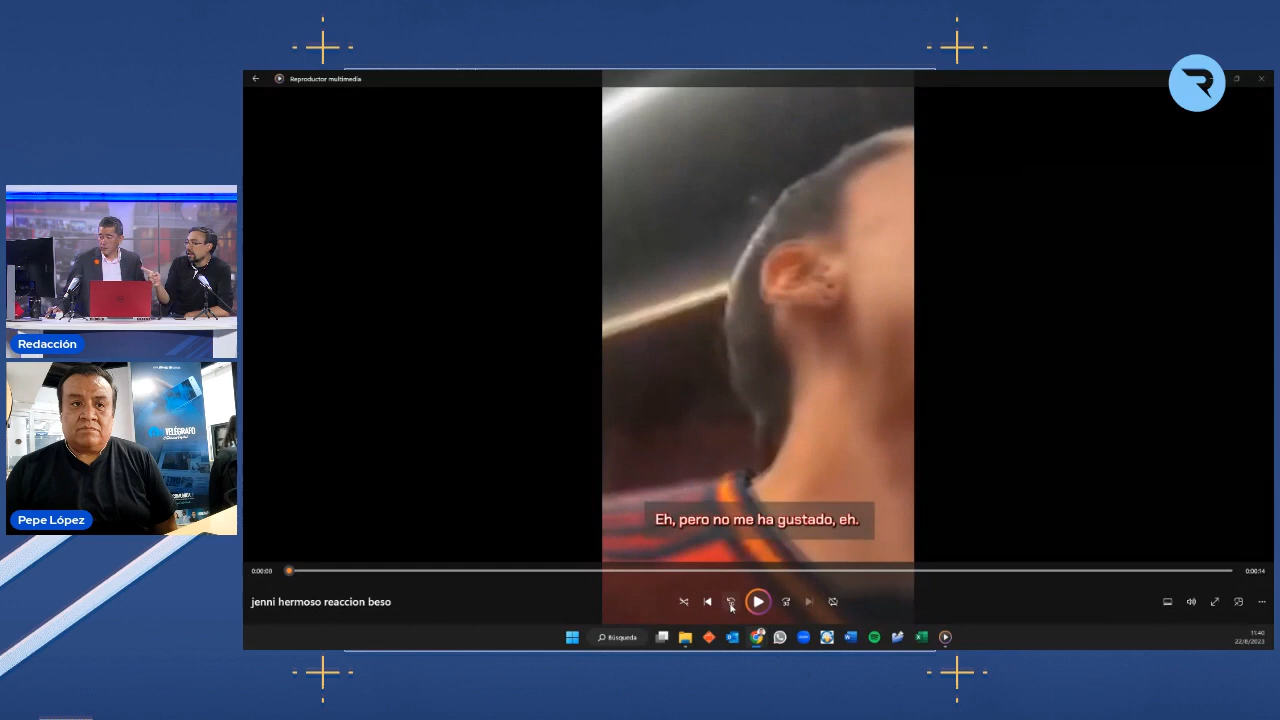 Reproductor multimedia
Redacción
TELÉGRAFO
Pepe López
Eh, pero no me ha gustado, eh.
0:00:00
0:00:14
jenni hermoso reaccion beso
Búsqueda
11:40
22/8/2023